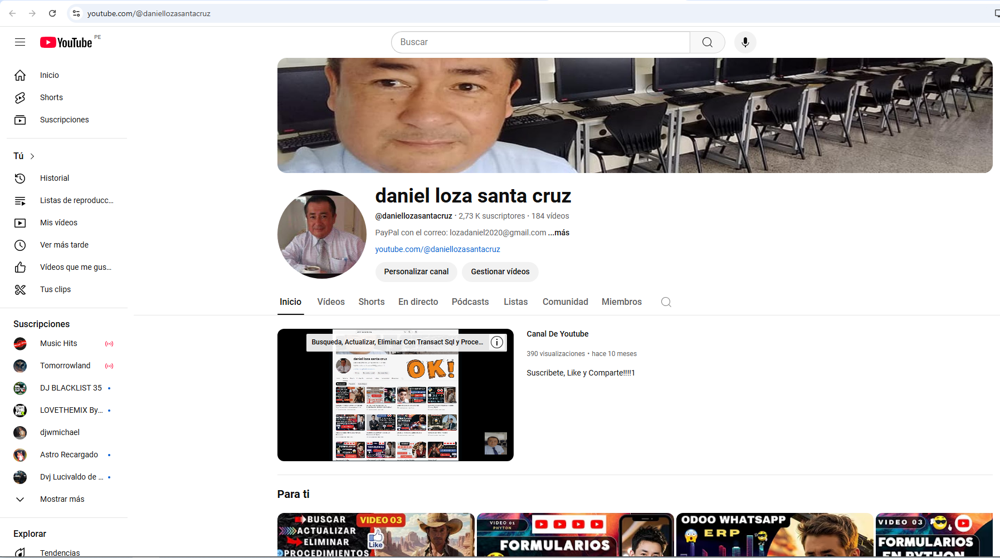 youtube.com/@daniellozasantacruz
YouTube PE
Buscar
Inicio
Shorts
Suscripciones
Tú
Historial
Listas de reproducc...
Mis vídeos
Ver más tarde
Vídeos que me gus...
Tus clips
Suscripciones
Music Hits
Tomorrowland
DJ BLACKLIST 35
LOVETHEMIX By...
djwmichael
Astro Recargado
Dvj Lucivaldo de ...
Mostrar más
Explorar
Tendencias
daniel loza santa cruz
@daniellozasantacruz · 2,73 K suscriptores · 184 vídeos
PayPal con el correo: lozadaniel2020@gmail.com ...más
youtube.com/@daniellozasantacruz
Personalizar canal
Gestionar vídeos
Inicio
Vídeos
Shorts
En directo
Pódcasts
Listas
Comunidad
Miembros
Busqueda, Actualizar, Eliminar Con Transact Sql y Proce...
daniel loza santa cruz
OK!
Canal De Youtube
390 visualizaciones • hace 10 meses
Suscribete, Like y Comparte!!!!1
Para ti
BUSCAR
VIDEO 03
ACTUALIZAR
ELIMINAR
Like
PROCEDIMIENTOS
VIDEO 01
PHYTON
FORMULARIOS
ODOO WHATSAPP
ERP
VIDEO 03
FORMULARIOS
EN PYTHON